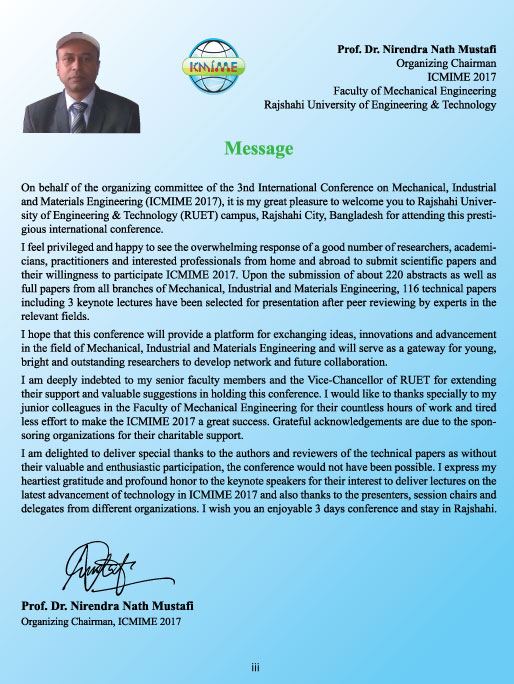 ICMIME
Prof. Dr. Nirendra Nath Mustafi
Organizing Chairman
ICMIME 2017
Faculty of Mechanical Engineering
Rajshahi University of Engineering & Technology
Message
On behalf of the organizing committee of the 3nd International Conference on Mechanical, Industrial
and Materials Engineering (ICMIME 2017), it is my great pleasure to welcome you to Rajshahi Univer-
sity of Engineering & Technology (RUET) campus, Rajshahi City, Bangladesh for attending this presti-
gious international conference.
I feel privileged and happy to see the overwhelming response of a good number of researchers, academi-
cians, practitioners and interested professionals from home and abroad to submit scientific papers and
their willingness to participate ICMIME 2017. Upon the submission of about 220 abstracts as well as
full papers from all branches of Mechanical, Industrial and Materials Engineering, 116 technical papers
including 3 keynote lectures have been selected for presentation after peer reviewing by experts in the
relevant fields.
I hope that this conference will provide a platform for exchanging ideas, innovations and advancement
in the field of Mechanical, Industrial and Materials Engineering and will serve as a gateway for young,
bright and outstanding researchers to develop network and future collaboration.
I am deeply indebted to my senior faculty members and the Vice-Chancellor of RUET for extending
their support and valuable suggestions in holding this conference. I would like to thanks specially to my
junior colleagues in the Faculty of Mechanical Engineering for their countless hours of work and tired
less effort to make the ICMIME 2017 a great success. Grateful acknowledgements are due to the spon-
soring organizations for their charitable support.
I am delighted to deliver special thanks to the authors and reviewers of the technical papers as without
their valuable and enthusiastic participation, the conference would not have been possible. I express my
heartiest gratitude and profound honor to the keynote speakers for their interest to deliver lectures on the
latest advancement of technology in ICMIME 2017 and also thanks to the presenters, session chairs and
delegates from different organizations. I wish you an enjoyable 3 days conference and stay in Rajshahi.
Prof. Dr. Nirendra Nath Mustafi
Organizing Chairman, ICMIME 2017
iii